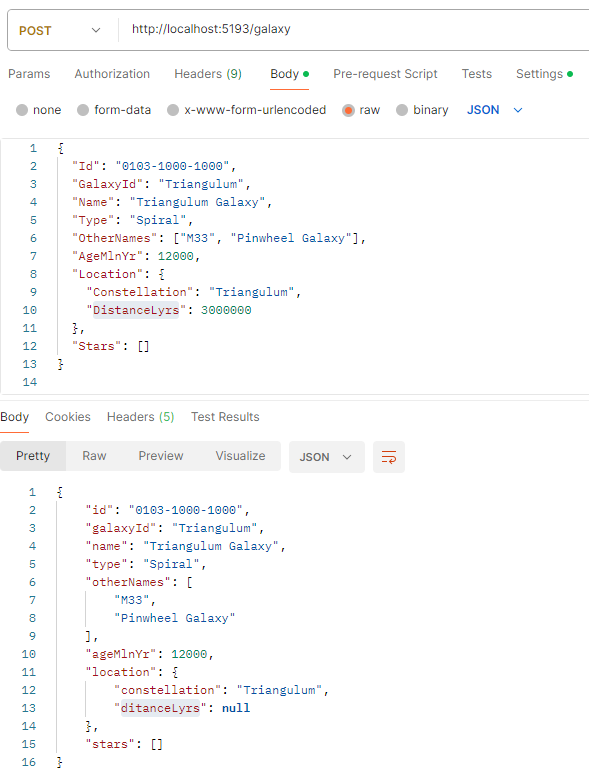 POST http://localhost:5193/galaxy
Params Authorization Headers (9) Body Pre-request Script Tests Settings
none form-data x-www-form-urlencoded raw binary JSON
1 {
2 "Id": "0103-1000-1000",
3 "GalaxyId": "Triangulum",
4 "Name": "Triangulum Galaxy",
5 "Type": "Spiral",
6 "OtherNames": ["M33", "Pinwheel Galaxy"],
7 "AgeMlnYr": 12000,
8 "Location": {
9 "Constellation": "Triangulum",
10 "DistanceLyrs": 3000000
11 },
12 "Stars": []
13 }
14
Body Cookies Headers (5) Test Results
Pretty Raw Preview Visualize JSON
1 {
2 "id": "0103-1000-1000",
3 "galaxyId": "Triangulum",
4 "name": "Triangulum Galaxy",
5 "type": "Spiral",
6 "otherNames": [
7 "M33",
8 "Pinwheel Galaxy"
9 ],
10 "ageMlnYr": 12000,
11 "location": {
12 "constellation": "Triangulum",
13 "ditanceLyrs": null
14 },
15 "stars": []
16 }